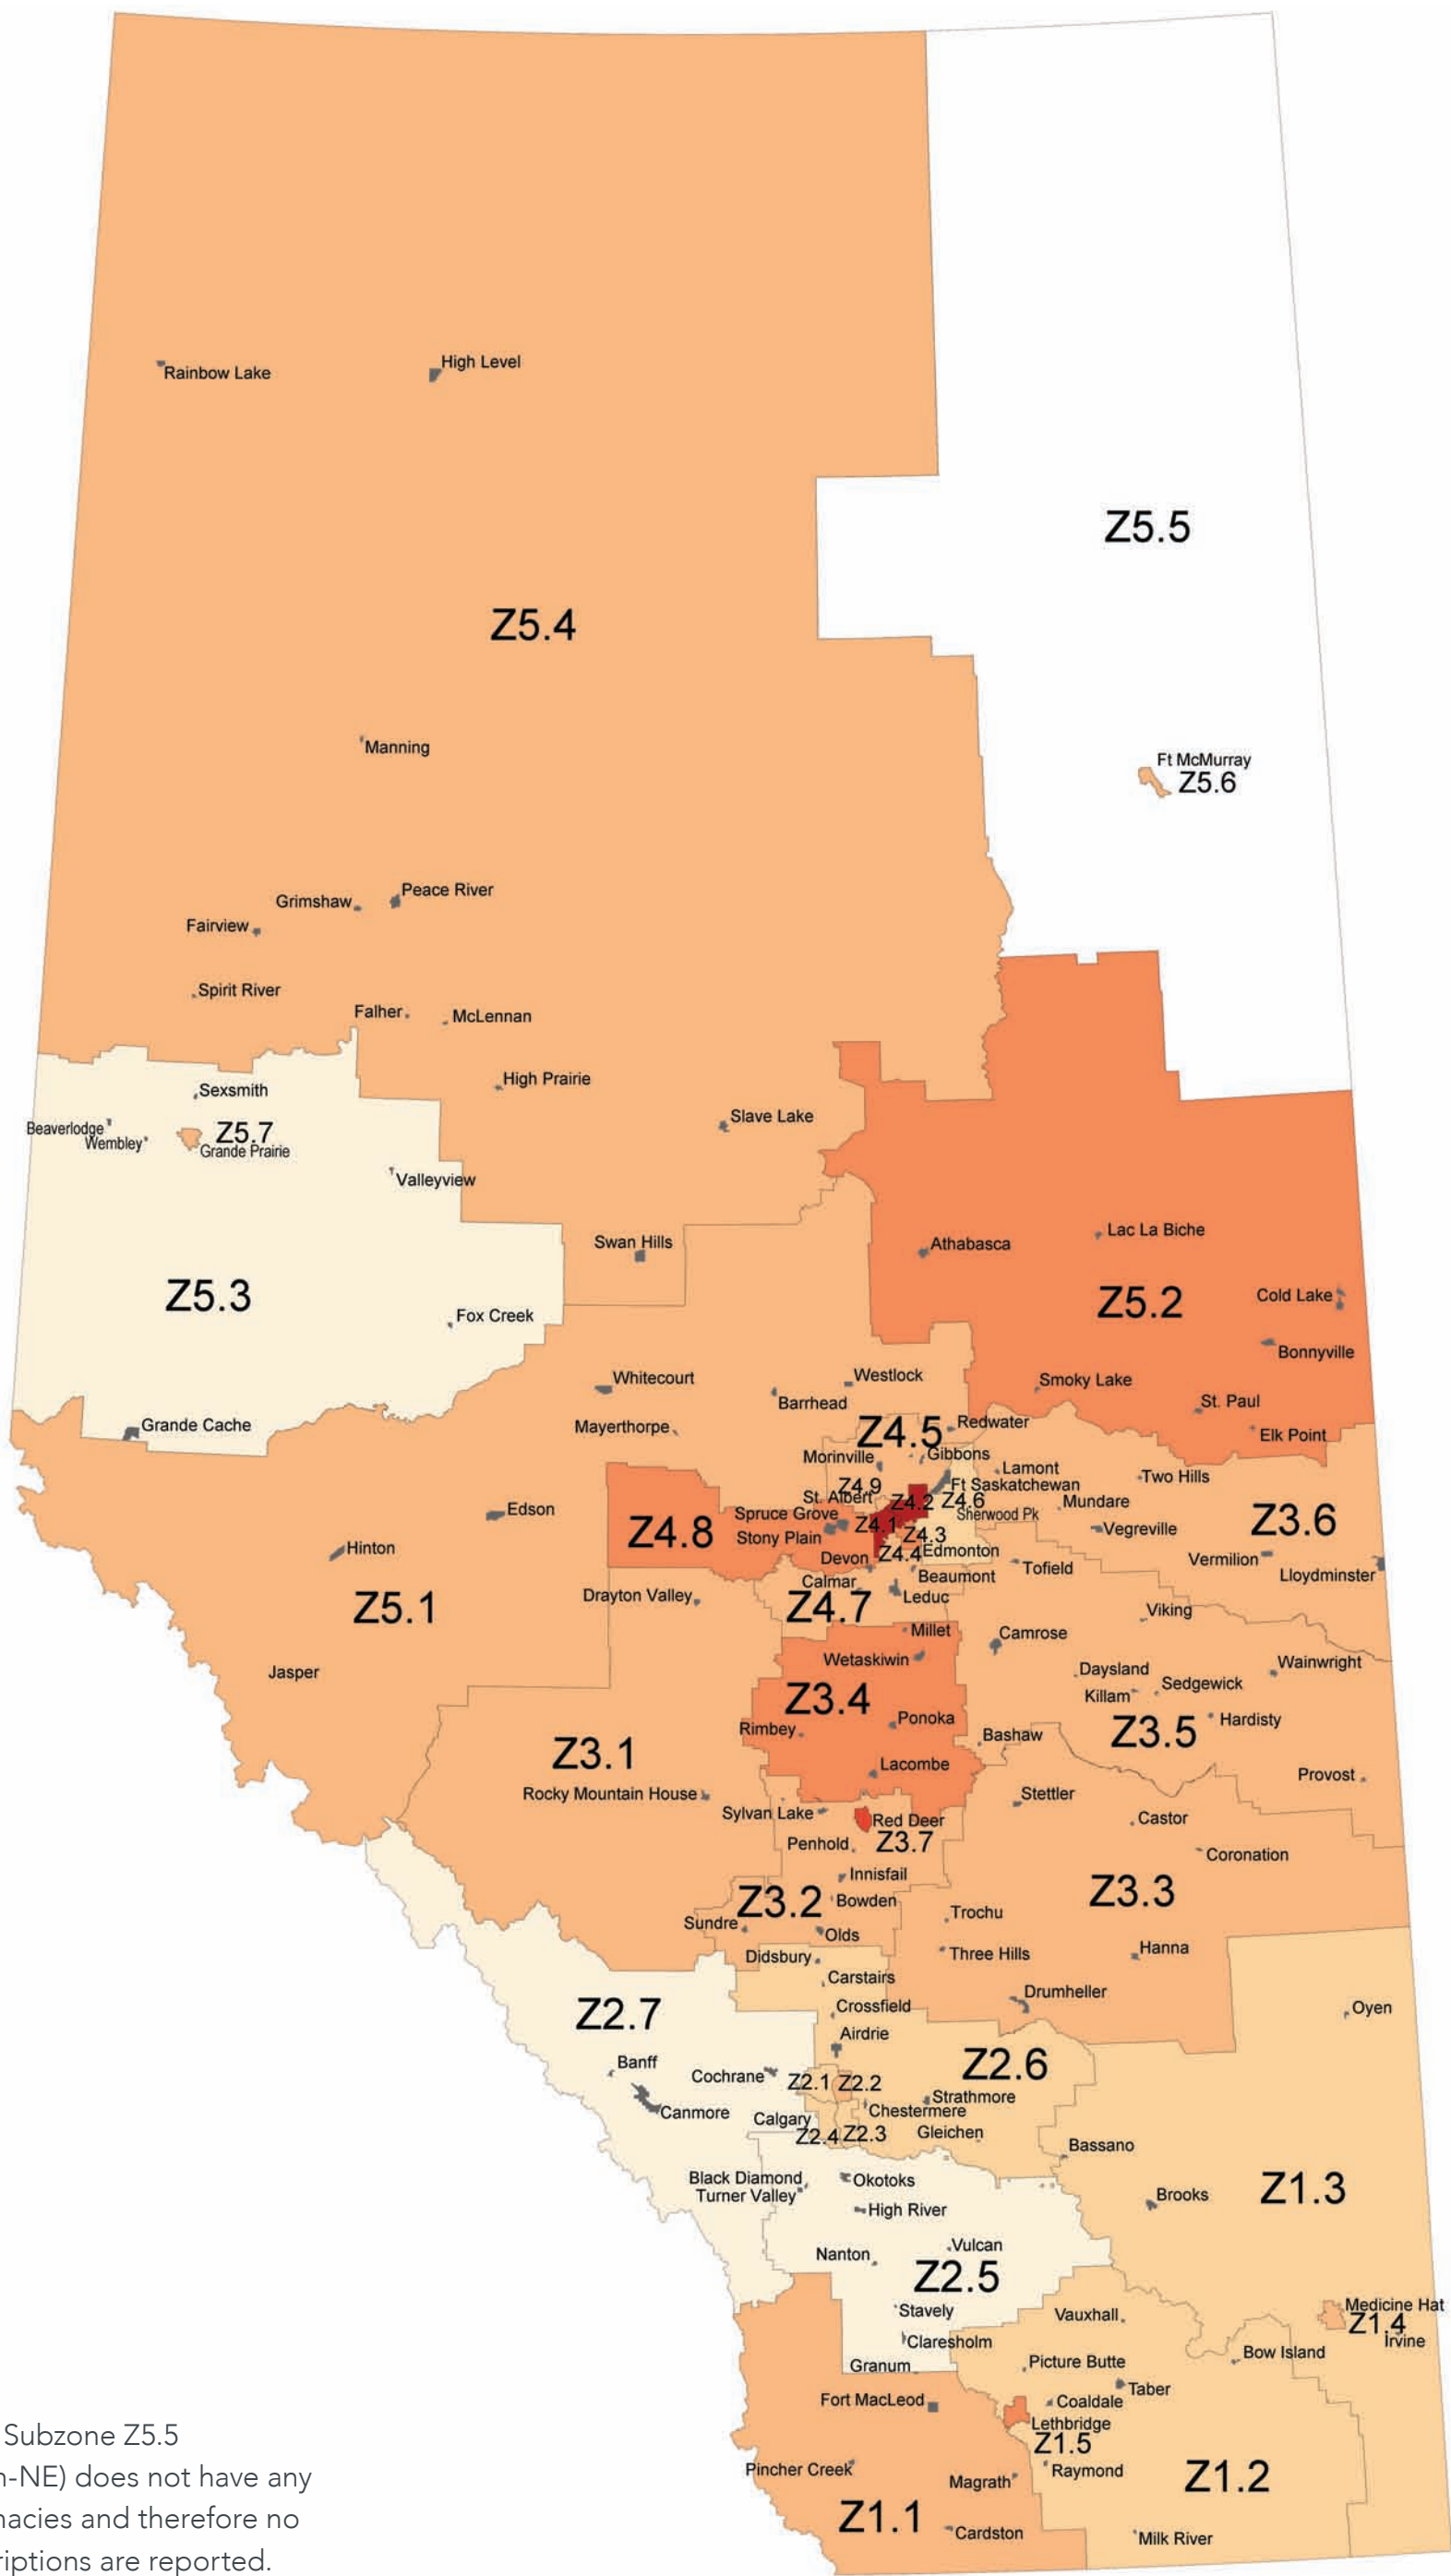 High Level
Rainbow Lake
Z5.5
Z5.4
Manning
Ft McMurray
Z5.6
Peace River
Grimshaw
Fairview
Spirit River
Falher
McLennan
High Prairie
Sexsmith
Slave Lake
Beaverlodge
Wembley
Z5.7
Grande Prairie
Valleyview
Lac La Biche
Swan Hills
Athabasca
Z5.3
Z5.2
Cold Lake
Fox Creek
Bonnyville
Whitecourt
Westlock
Smoky Lake
Barrhead
St. Paul
Grande Cache
Mayerthorpe
Z4.5
Redwater
Elk Point
Morinville
Gibbons
Lamont
Two Hills
Z4.9
Ft Saskatchewan
St. Albert
Z4.2
Z4.6
Mundare
Edson
Spruce Grove
Sherwood Pk
Z3.6
Z4.8
Stony Plain
Z4.1
Z4.3
Vegreville
Hinton
Devon
Z4.4
Edmonton
Vermilion
Tofield
Lloydminster
Calmar
Beaumont
Drayton Valley
Leduc
Z5.1
Z4.7
Viking
Millet
Camrose
Wetaskiwin
Wainwright
Jasper
Daysland
Sedgewick
Killam
Z3.4
Ponoka
Hardisty
Rimbey
Bashaw
Z3.5
Z3.1
Lacombe
Provost
Rocky Mountain House
Stettler
Sylvan Lake
Red Deer
Castor
Penhold
Z3.7
Coronation
Innisfail
Z3.3
Z3.2
Bowden
Trochu
Sundre
Olds
Hanna
Didsbury
Three Hills
Carstairs
Drumheller
Z2.7
Crossfield
Oyen
Airdrie
Banff
Z2.6
Cochrane
Z2.1
Z2.2
Strathmore
Canmore
Chestermere
Calgary
Z2.4
Z2.3
Gleichen
Bassano
Black Diamond
Okotoks
Z1.3
Turner Valley
Brooks
High River
Vulcan
Nanton
Z2.5
Medicine Hat
Stavely
Vauxhall
Z1.4
Irvine
Claresholm
Bow Island
Granum
Picture Butte
Taber
Fort MacLeod
Coaldale
Lethbridge
Z1.5
Pincher Creek
Raymond
Magrath
Z1.2
Z1.1
Cardston
Milk River
Subzone Z5.5
-NE) does not have any
macies and therefore no
riptions are reported.